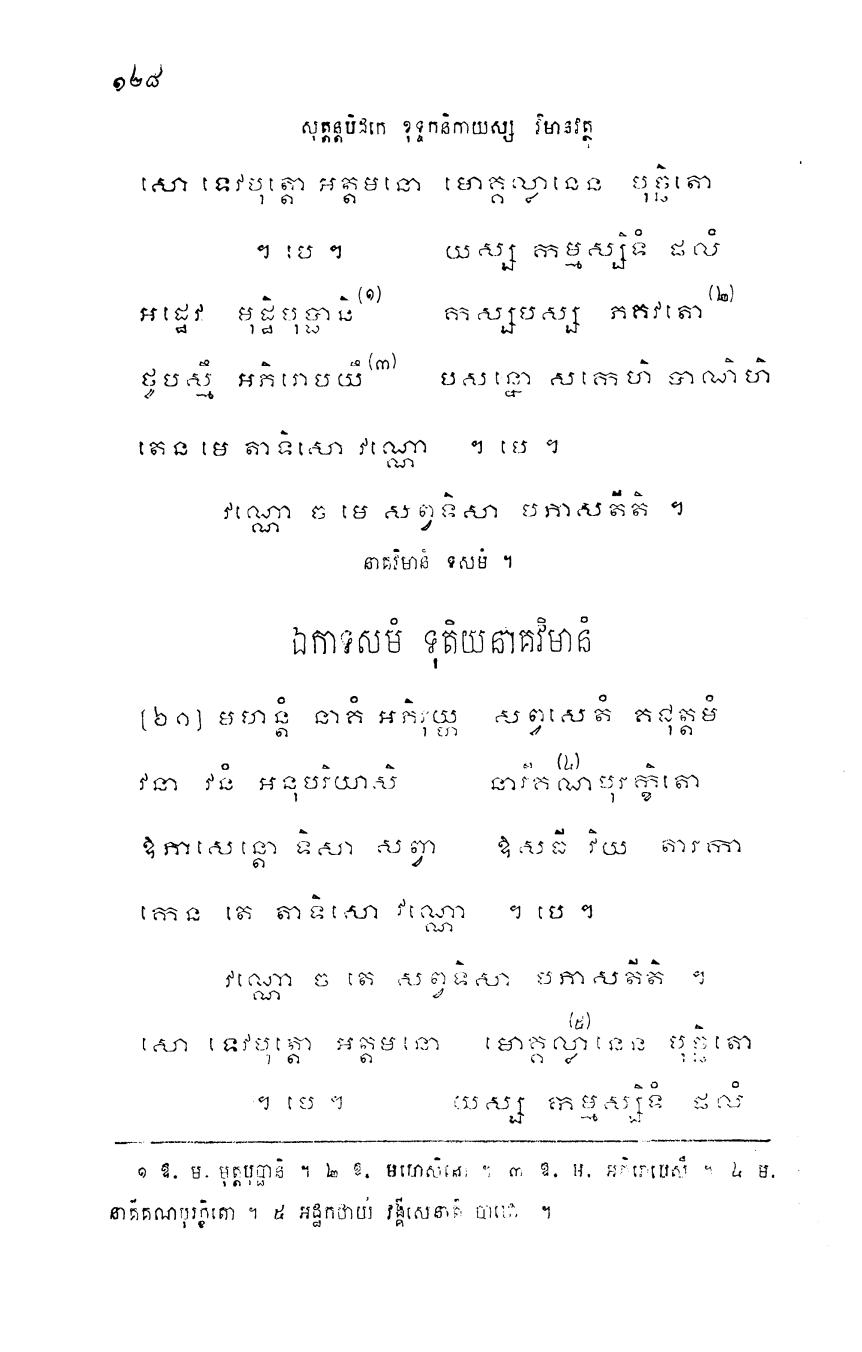 ១២៨
សុត្តន្តបិដកេ ខុទ្ទកនិកាយស្ស វិមានវត្ថុ
សោ ទេវបុត្តោ អត្តមនោ មោគ្គល្លានេន បុច្ឆិតោ
។ បេ ។ យស្ស កម្មស្សិទំ ផលំ
អដ្ឋេវ មុដ្ឋិបុប្ផានិ(១) កស្សបស្ស ភគវតោ(២)
ថូបស្មឹ អភិរោបយឹ(៣) បសន្នោ សកេហិ បាណិហិ
តេន មេ តាទិសោ វណ្ណោ ។ បេ ។
វណ្ណោ ច មេ សព្វទិសា បភាសតីតិ ។
នាគវិមានំ ទសមំ ។
ឯកាទសមំ ទុតិយនាគវិមានំ
[៦១] មហន្តំ នាគំ អភិរុយ្ហ សព្វសេតំ គជុត្តមំ
វនា វនំ អនុបរិយាសិ នារីគណបុរក្ខិតោ(៤)
ឱភាសេន្តោ ទិសា សព្វា ឱសធី វិយ តារកា
កេន តេ តាទិសោ វណ្ណោ ។ បេ ។
វណ្ណោ ច តេ សព្វទិសា បភាសតីតិ ។
សោ ទេវបុត្តោ អត្តមនោ មោគ្គល្លានេន(៥) បុច្ឆិតោ
។ បេ ។ យស្ស កម្មស្សិទំ ផលំ
១ ឱ. ម. មុត្តបុប្ផានិ ។ ២ ឱ. មហេសិនោ ។ ៣ ឱ. ម. អភិរោបេសឹ ។ ៤ ម.
នារីគណបុរក្ខិតោ ។ ៥ អដ្ឋកថាយំ វង្គីសេនាតិ បាឋោ ។